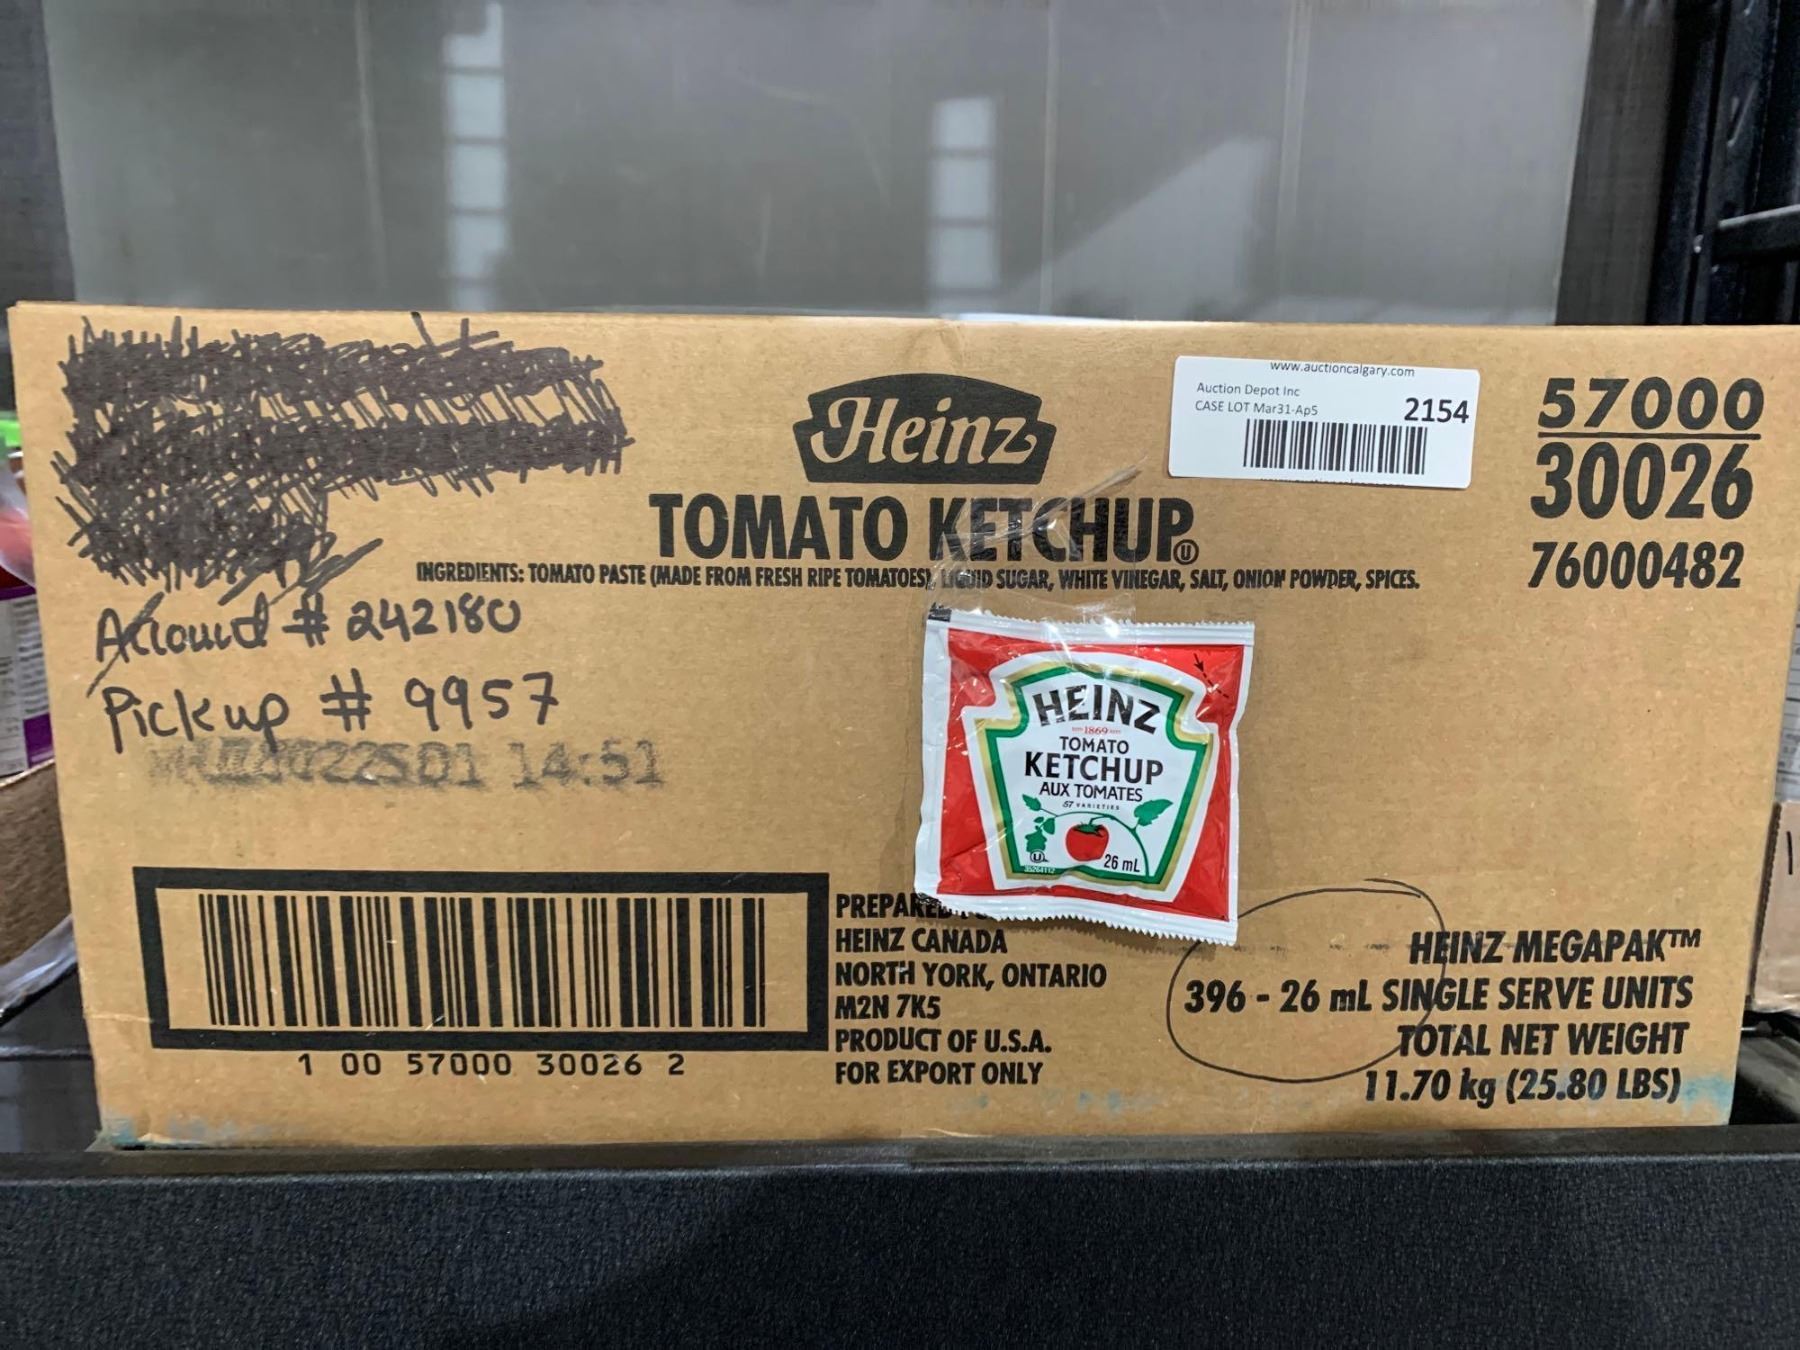 www.auctioncalgary.com
Auction Depot Inc
CASE LOT Mar31-Ap5
2154
57000
30026
76000482
Heinz
TOMATO KETCHUP
U
INGREDIENTS: TOMATO PASTE (MADE FROM FRESH RIPE TOMATOES), LIQUID SUGAR, WHITE VINEGAR, SALT, ONION POWDER, SPICES.
Account # 242180
Pickup # 9957
14:51
HEINZ
1869
TOMATO
KETCHUP
AUX TOMATES
57 VARIETIES
U
26 mL
1 00 57000 30026 2
PREPARED
HEINZ CANADA
NORTH YORK, ONTARIO
M2N 7K5
PRODUCT OF U.S.A.
FOR EXPORT ONLY
HEINZ MEGAPAK™
396 - 26 mL SINGLE SERVE UNITS
TOTAL NET WEIGHT
11.70 kg (25.80 LBS)